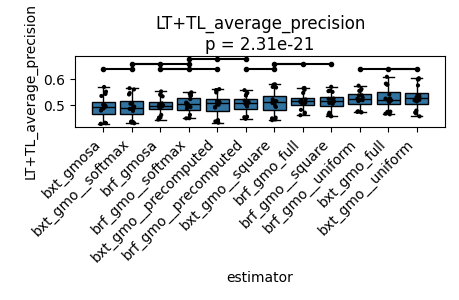 LT+TL_average_precision
p = 2.31e-21
LT+TL_average_precision
0.6
0.5
bxt_gmosa
bxt_gmo__softmax
brf_gmosa
brf_gmo__softmax
bxt_gmo__precomputed
brf_gmo__precomputed
bxt_gmo__square
brf_gmo_full
brf_gmo__square
brf_gmo__uniform
bxt_gmo_full
bxt_gmo__uniform
estimator